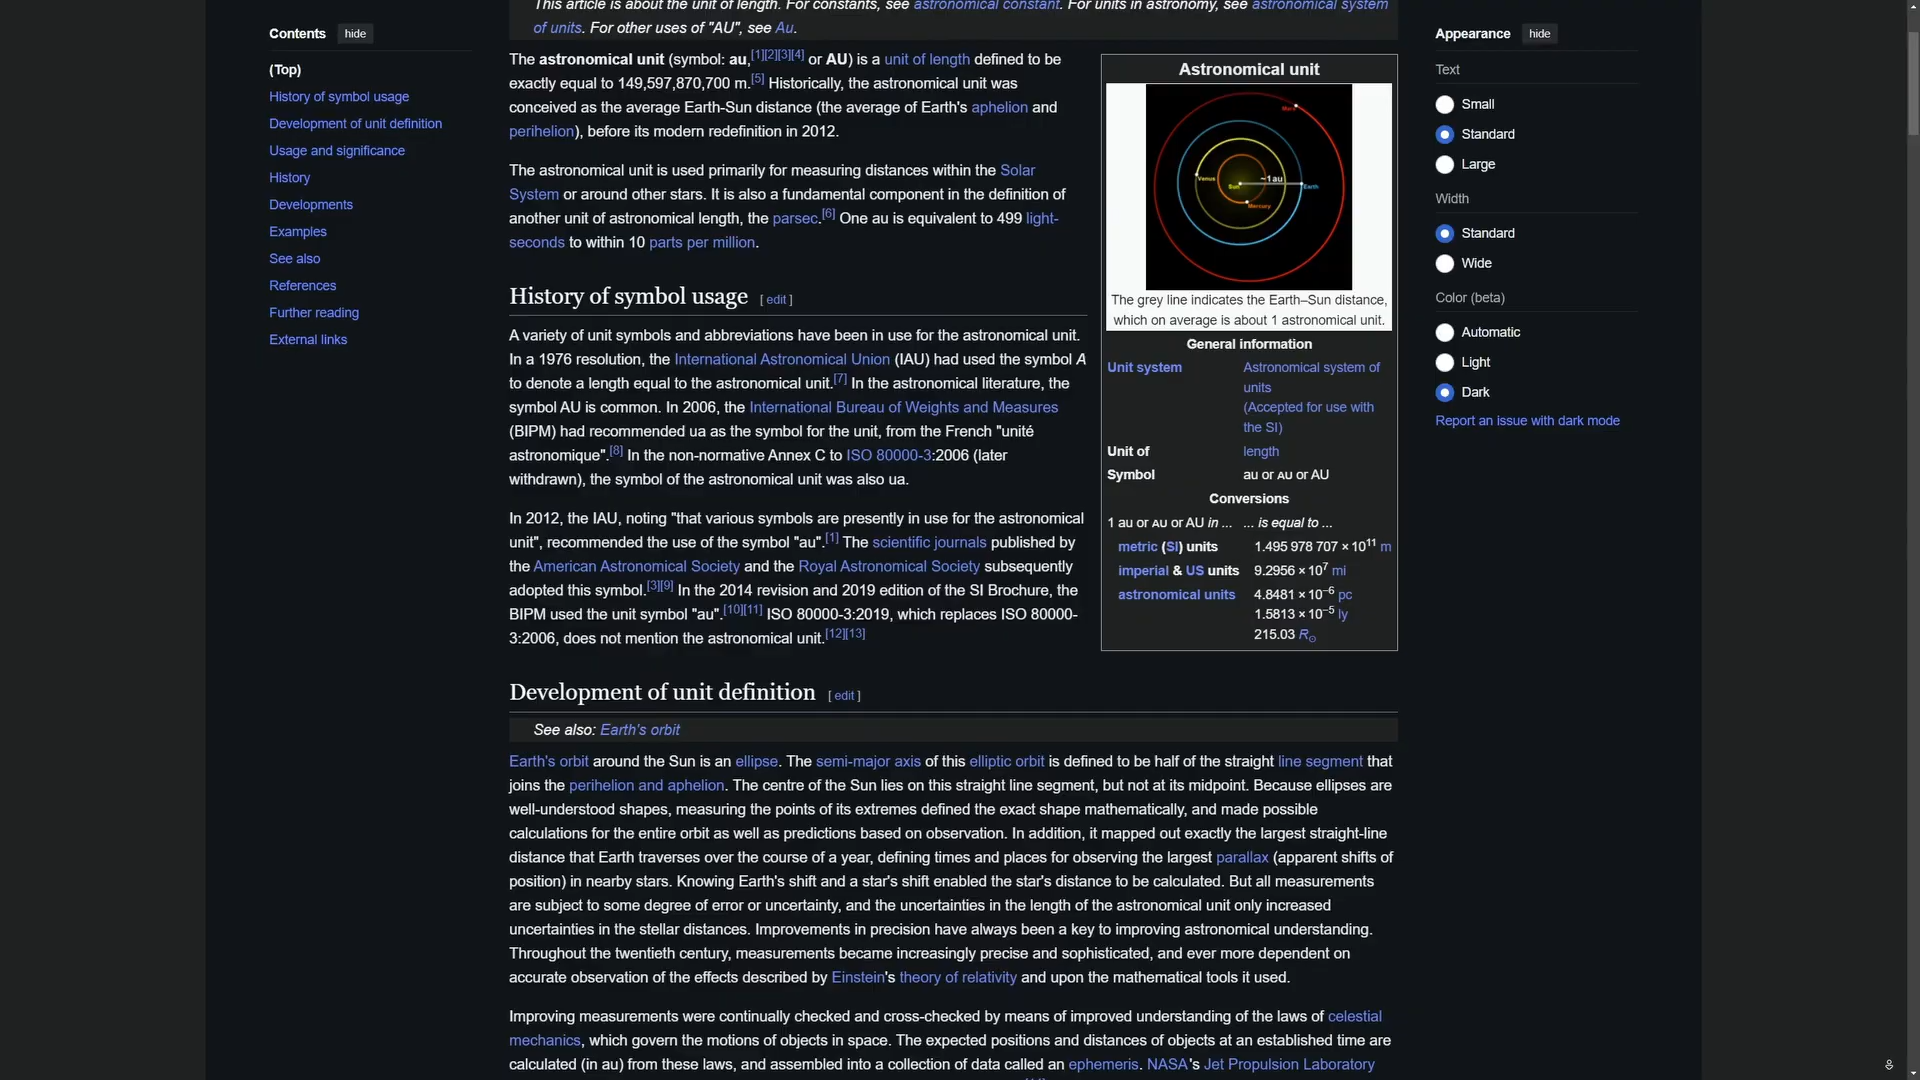 Contents hide
(Top)
History of symbol usage
Development of unit definition
Usage and significance
History
Developments
Examples
See also
References
Further reading
External links
This article is about the unit of length. For constants, see astronomical constant. For units in astronomy, see astronomical system
of units. For other uses of "AU", see Au.
The astronomical unit (symbol: au,[1][2][3][4] or AU) is a unit of length defined to be
exactly equal to 149,597,870,700 m.[5] Historically, the astronomical unit was
conceived as the average Earth-Sun distance (the average of Earth's aphelion and
perihelion), before its modern redefinition in 2012.
The astronomical unit is used primarily for measuring distances within the Solar
System or around other stars. It is also a fundamental component in the definition of
another unit of astronomical length, the parsec.[6] One au is equivalent to 499 light-
seconds to within 10 parts per million.
History of symbol usage [ edit ]
A variety of unit symbols and abbreviations have been in use for the astronomical unit.
In a 1976 resolution, the International Astronomical Union (IAU) had used the symbol A
to denote a length equal to the astronomical unit.[7] In the astronomical literature, the
symbol AU is common. In 2006, the International Bureau of Weights and Measures
(BIPM) had recommended ua as the symbol for the unit, from the French "unité
astronomique".[8] In the non-normative Annex C to ISO 80000-3:2006 (later
withdrawn), the symbol of the astronomical unit was also ua.
In 2012, the IAU, noting "that various symbols are presently in use for the astronomical
unit", recommended the use of the symbol "au".[1] The scientific journals published by
the American Astronomical Society and the Royal Astronomical Society subsequently
adopted this symbol.[3][9] In the 2014 revision and 2019 edition of the SI Brochure, the
BIPM used the unit symbol "au".[10][11] ISO 80000-3:2019, which replaces ISO 80000-
3:2006, does not mention the astronomical unit.[12][13]
Astronomical unit
Mars
Venus
~1au
Sun
Earth
Mercury
The grey line indicates the Earth–Sun distance,
which on average is about 1 astronomical unit.
General information
Unit system Astronomical system of
units
(Accepted for use with
the SI)
Unit of length
Symbol au or AU or AU
Conversions
1 au or AU or AU in ... ... is equal to ...
metric (SI) units 1.495 978 707 × 10¹¹ m
imperial & US units 9.2956 × 10⁷ mi
astronomical units 4.8481 × 10⁻⁶ pc
1.5813 × 10⁻⁵ ly
215.03 R☉
Development of unit definition [ edit ]
See also: Earth's orbit
Earth's orbit around the Sun is an ellipse. The semi-major axis of this elliptic orbit is defined to be half of the straight line segment that
joins the perihelion and aphelion. The centre of the Sun lies on this straight line segment, but not at its midpoint. Because ellipses are
well-understood shapes, measuring the points of its extremes defined the exact shape mathematically, and made possible
calculations for the entire orbit as well as predictions based on observation. In addition, it mapped out exactly the largest straight-line
distance that Earth traverses over the course of a year, defining times and places for observing the largest parallax (apparent shifts of
position) in nearby stars. Knowing Earth's shift and a star's shift enabled the star's distance to be calculated. But all measurements
are subject to some degree of error or uncertainty, and the uncertainties in the length of the astronomical unit only increased
uncertainties in the stellar distances. Improvements in precision have always been a key to improving astronomical understanding.
Throughout the twentieth century, measurements became increasingly precise and sophisticated, and ever more dependent on
accurate observation of the effects described by Einstein's theory of relativity and upon the mathematical tools it used.
Improving measurements were continually checked and cross-checked by means of improved understanding of the laws of celestial
mechanics, which govern the motions of objects in space. The expected positions and distances of objects at an established time are
calculated (in au) from these laws, and assembled into a collection of data called an ephemeris. NASA's Jet Propulsion Laboratory
Appearance hide
Text
Small
Standard
Large
Width
Standard
Wide
Color (beta)
Automatic
Light
Dark
Report an issue with dark mode